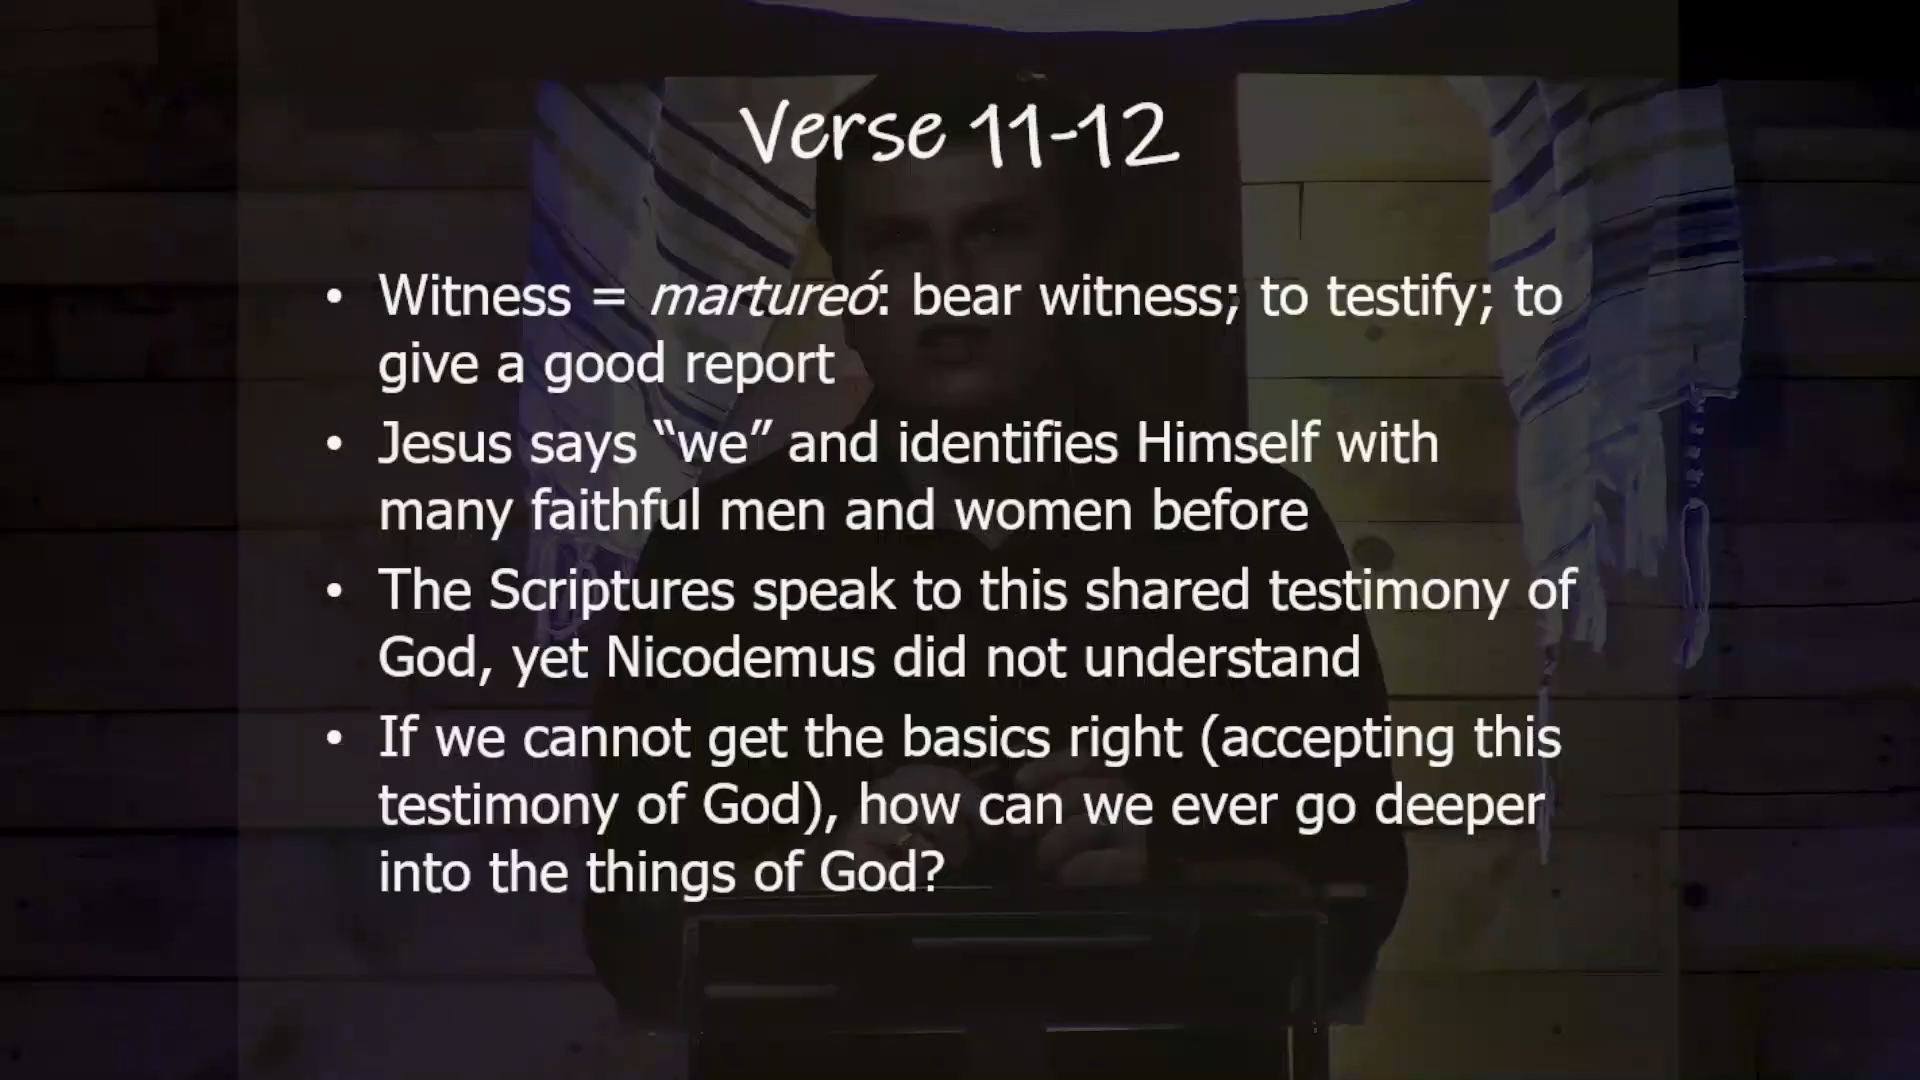 Verse 11-12
• Witness = martureó: bear witness; to testify; to
give a good report
• Jesus says “we” and identifies Himself with
many faithful men and women before
• The Scriptures speak to this shared testimony of
God, yet Nicodemus did not understand
• If we cannot get the basics right (accepting this
testimony of God), how can we ever go deeper
into the things of God?